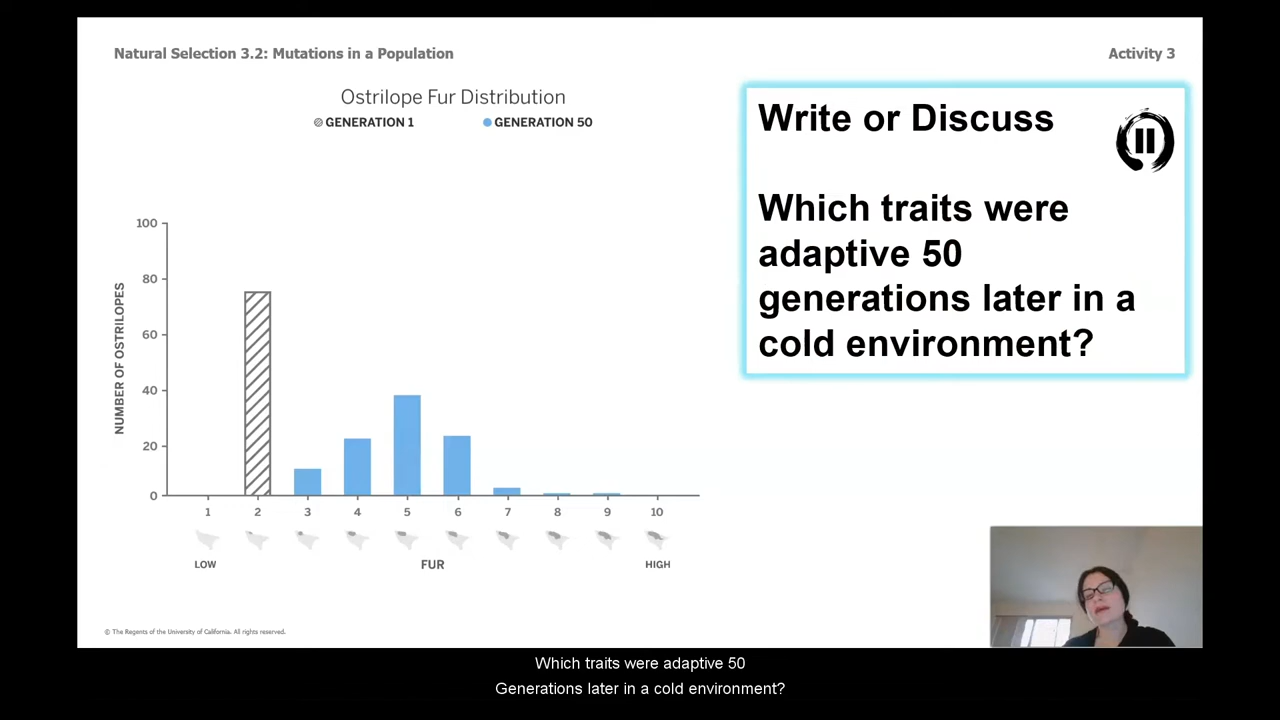 Natural Selection 3.2: Mutations in a Population
Activity 3
Ostrilope Fur Distribution
GENERATION 1
GENERATION 50
Write or Discuss
Which traits were
adaptive 50
generations later in a
cold environment?
NUMBER OF OSTRILOPES
100
80
60
40
20
0
1 2 3 4 5 6 7 8 9 10
LOW FUR HIGH
© The Regents of the University of California. All rights reserved.
Which traits were adaptive 50
Generations later in a cold environment?